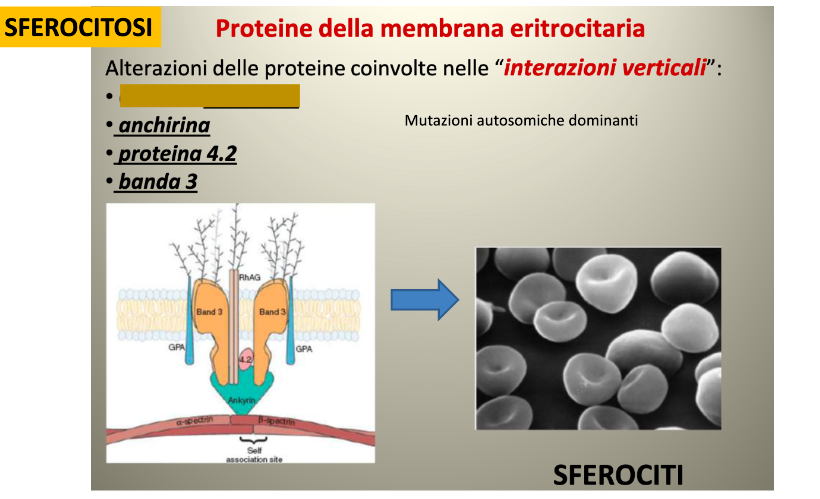 SFEROCITOSI
Proteine della membrana eritrocitaria
Alterazioni delle proteine coinvolte nelle “interazioni verticali”:
• anchirina
Mutazioni autosomiche dominanti
• proteina 4.2
• banda 3
RhAG
Band 3
Band 3
GPA
GPA
4.2
Ankyrin
α-spectrin
β-spectrin
Self
association site
SFEROCITI